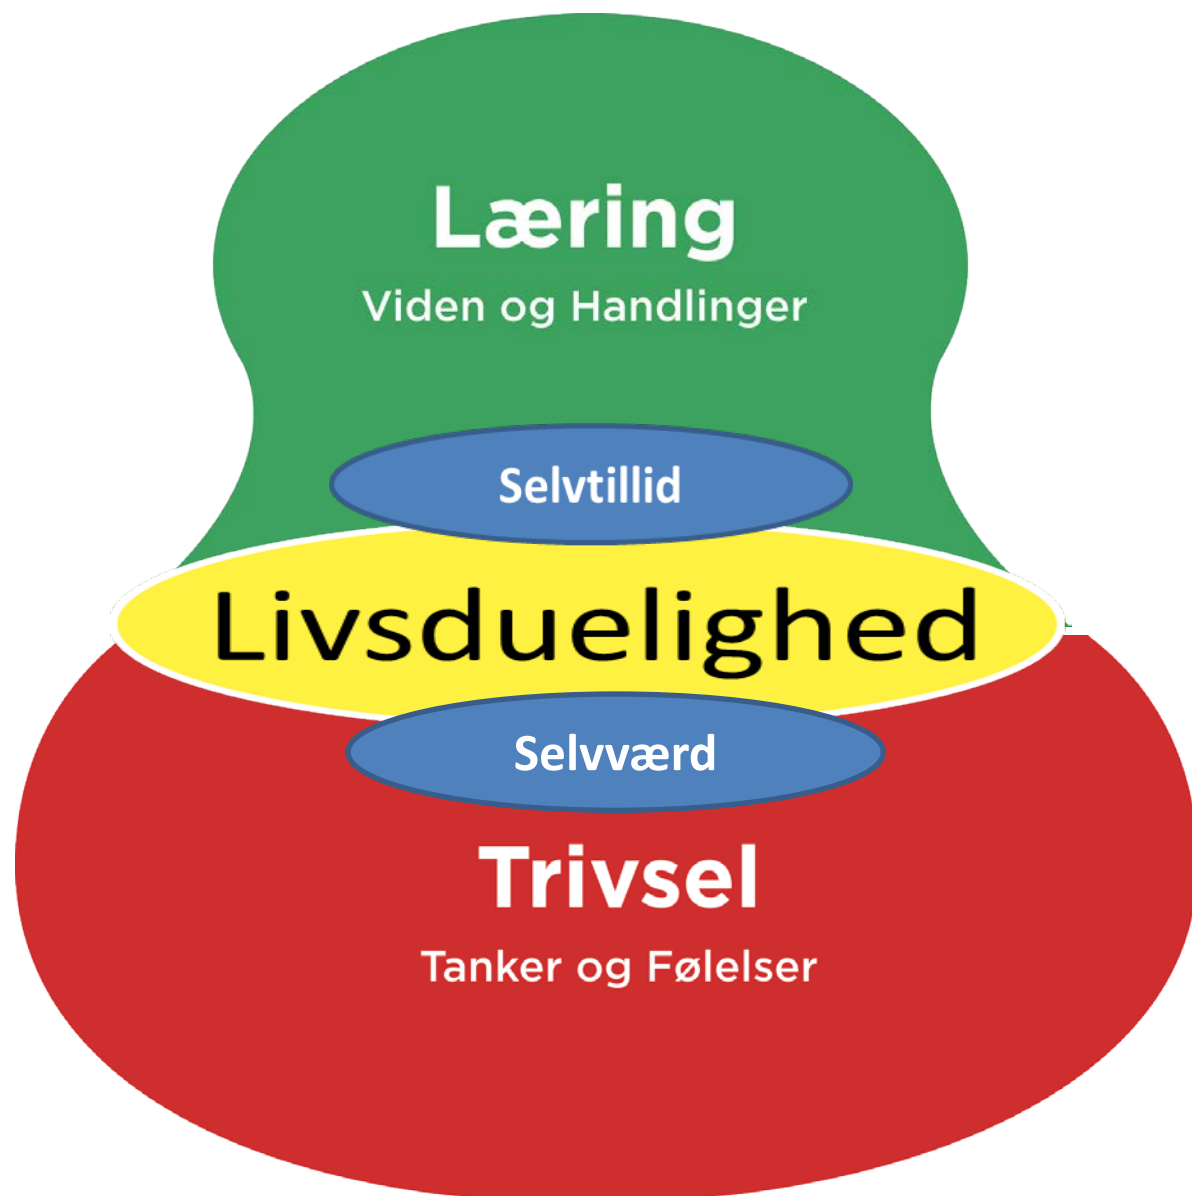 Læring
Viden og Handlinger
Selvtillid
Livsduelighed
Selvværd
Trivsel
Tanker og Følelser